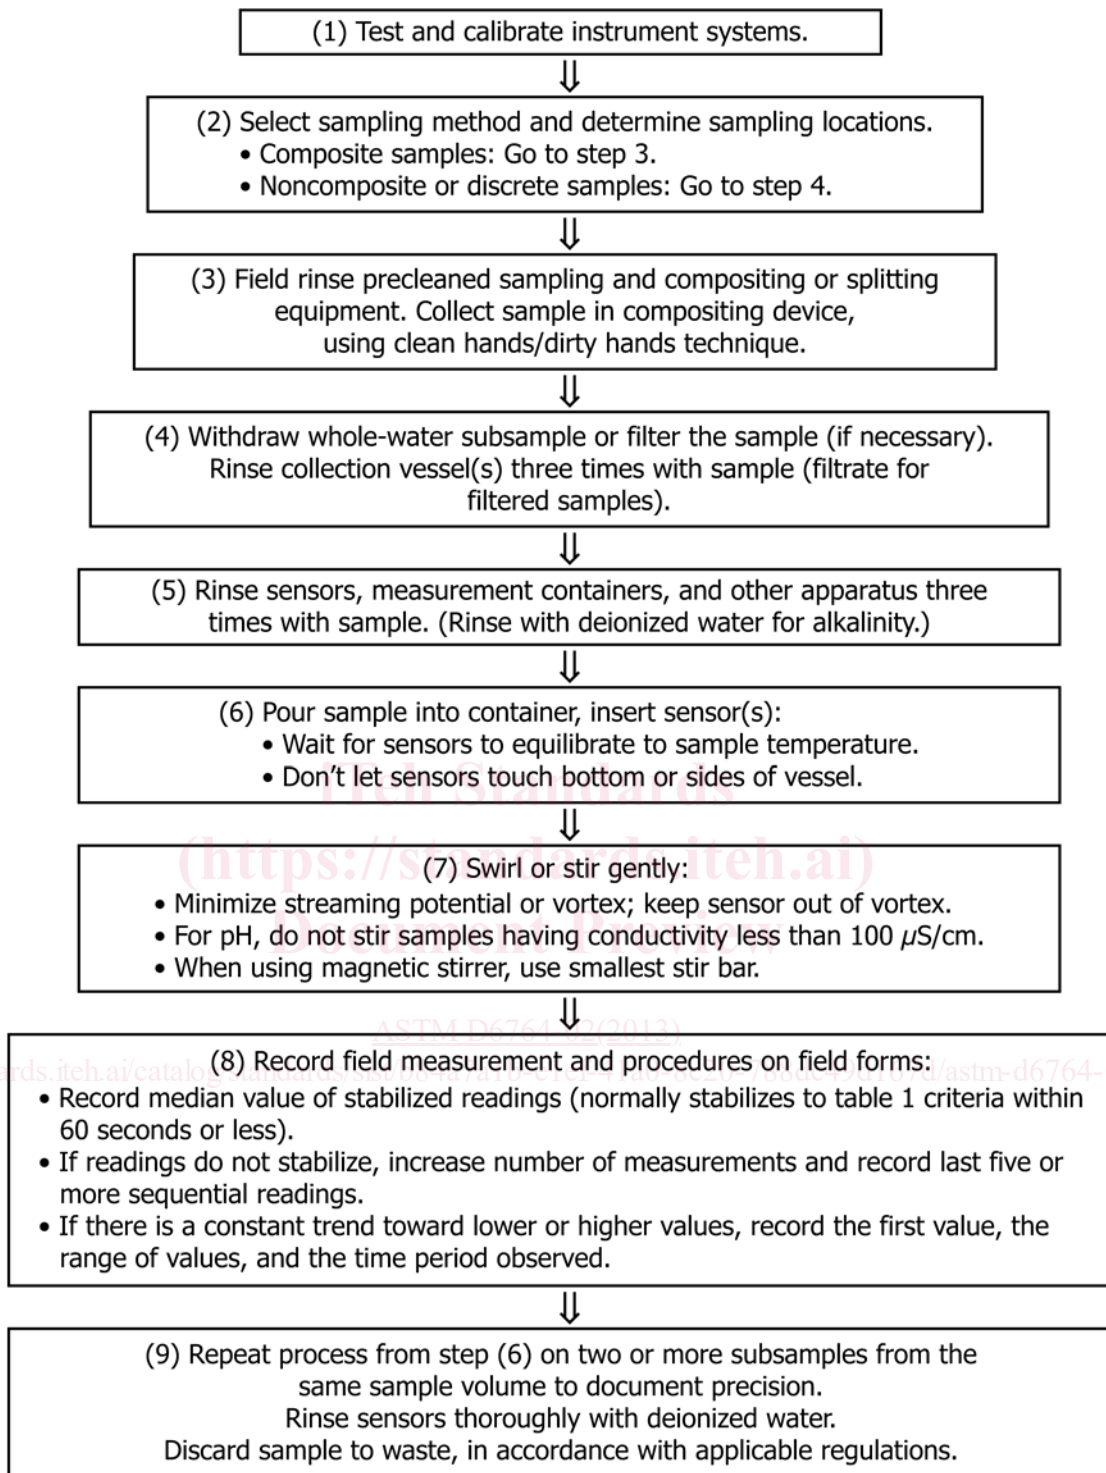 (1) Test and calibrate instrument systems.
(2) Select sampling method and determine sampling locations.
• Composite samples: Go to step 3.
• Noncomposite or discrete samples: Go to step 4.
(3) Field rinse precleaned sampling and compositing or splitting
equipment. Collect sample in compositing device,
using clean hands/dirty hands technique.
(4) Withdraw whole-water subsample or filter the sample (if necessary).
Rinse collection vessel(s) three times with sample (filtrate for
filtered samples).
(5) Rinse sensors, measurement containers, and other apparatus three
times with sample. (Rinse with deionized water for alkalinity.)
(6) Pour sample into container, insert sensor(s):
• Wait for sensors to equilibrate to sample temperature.
• Don't let sensors touch bottom or sides of vessel.
iTeh Standards
(https://standards.iteh.ai)
(7) Swirl or stir gently:
• Minimize streaming potential or vortex; keep sensor out of vortex.
Document Preview
• For pH, do not stir samples having conductivity less than 100 µS/cm.
• When using magnetic stirrer, use smallest stir bar.
ASTM D6764-02(2013)
(8) Record field measurement and procedures on field forms:
• Record median value of stabilized readings (normally stabilizes to table 1 criteria within
60 seconds or less).
• If readings do not stabilize, increase number of measurements and record last five or
more sequential readings.
• If there is a constant trend toward lower or higher values, record the first value, the
range of values, and the time period observed.
(9) Repeat process from step (6) on two or more subsamples from the
same sample volume to document precision.
Rinse sensors thoroughly with deionized water.
Discard sample to waste, in accordance with applicable regulations.